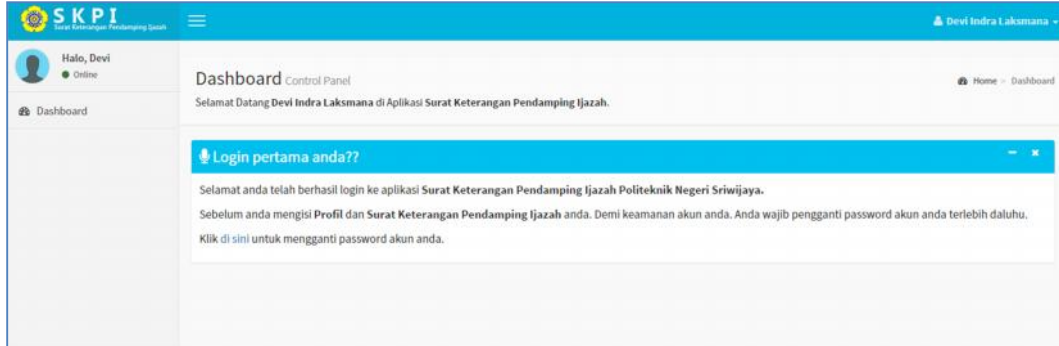 SKPI
Surat Keterangan Pendamping Ijazah
Devi Indra Laksmana
Halo, Devi
Online
Dashboard
Dashboard Control Panel
Home > Dashboard
Selamat Datang Devi Indra Laksmana di Aplikasi Surat Keterangan Pendamping Ijazah.
Login pertama anda??
Selamat anda telah berhasil login ke aplikasi Surat Keterangan Pendamping Ijazah Politeknik Negeri Sriwijaya.
Sebelum anda mengisi Profil dan Surat Keterangan Pendamping Ijazah anda. Demi keamanan akun anda. Anda wajib pengganti password akun anda terlebih daluhu.
Klik di sini untuk mengganti password akun anda.